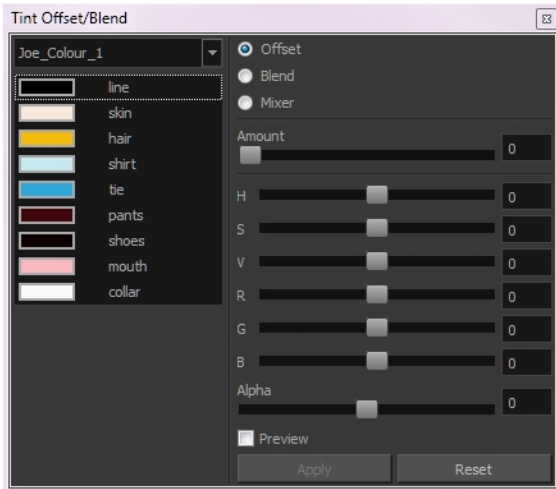 Tint Offset/Blend
Joe_Colour_1
line
skin
hair
shirt
tie
pants
shoes
mouth
collar
Offset
Blend
Mixer
Amount
0
H 0
S 0
V 0
R 0
G 0
B 0
Alpha
0
Preview
Apply Reset